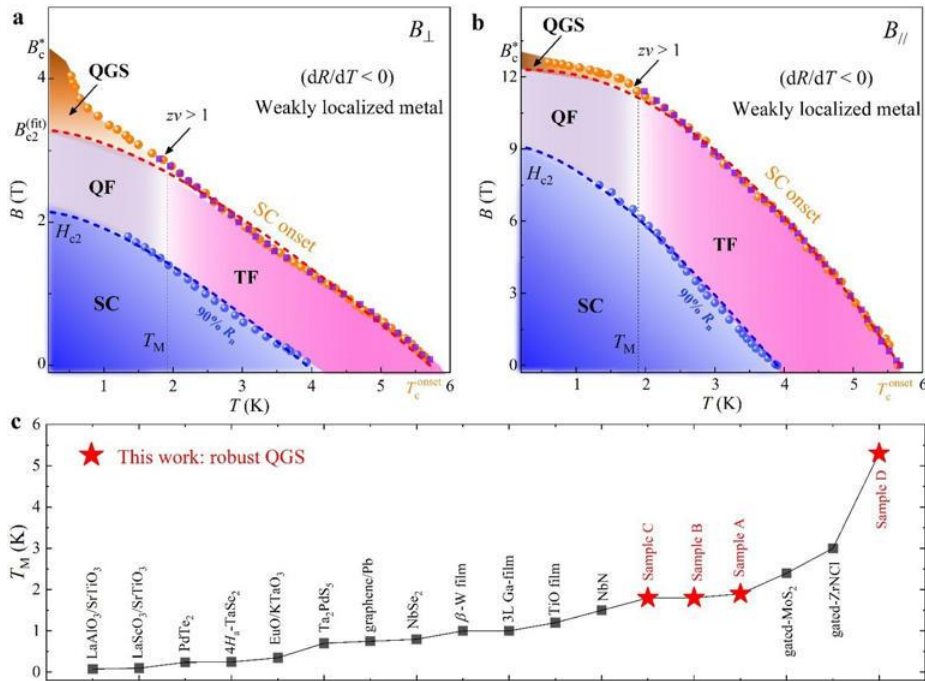 a
B⊥
B*c
QGS
zν > 1
(dR/dT < 0)
Weakly localized metal
4
B(fit)c2
QF
SC onset
B (T)
2
Hc2
TF
SC
90% Rn
TM
0
Tconsetc
1 2 3 4 5 6
T (K)
b
B//
15
QGS
B*c
zν > 1
(dR/dT < 0)
Weakly localized metal
12
QF
9
Hc2
SC onset
B (T)
6
TF
SC
3
90% Rn
TM
0
Tonsetc
1 2 3 4 5 6
T (K)
c
6
This work: robust QGS
5
4
3
2
1
0
TM (K)
LaAlO3/SrTiO3
LaScO3/SrTiO3
PdTe2
4Ha-TaSe2
EuO/KTaO3
Ta2PdS5
graphene/Pb
NbSe2
β-W film
3L Ga-film
TiO film
NbN
Sample C
Sample B
Sample A
gated-MoS2
gated-ZrNCl
Sample D